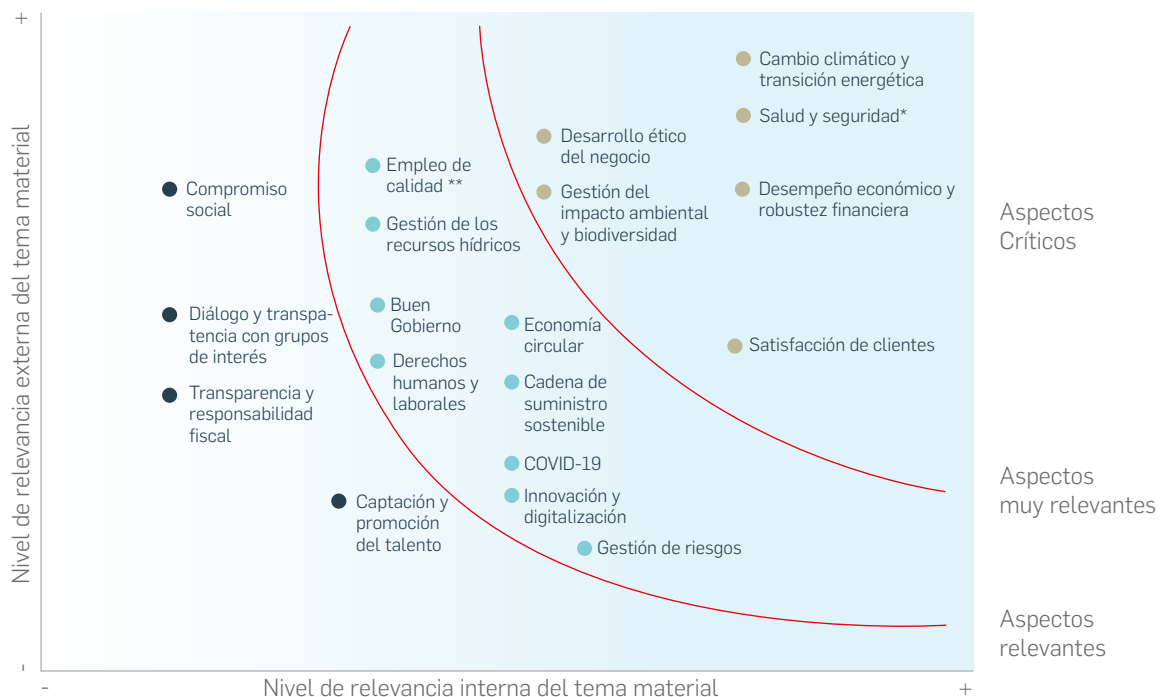 +
Nivel de relevancia externa del tema material
-
Cambio climático y
transición energética
Salud y seguridad*
Desarrollo ético
del negocio
Empleo de
calidad **
Compromiso
social
Gestión del
impacto ambiental
y biodiversidad
Desempeño económico y
robustez financiera
Gestión de los
recursos hídricos
Aspectos
Críticos
Buen
Gobierno
Diálogo y transpa-
tencia con grupos
de interés
Economía
circular
Satisfacción de clientes
Derechos
humanos y
laborales
Transparencia y
responsabilidad
fiscal
Cadena de
suministro
sostenible
COVID-19
Aspectos
muy relevantes
Captación y
promoción
del talento
Innovación y
digitalización
Gestión de riesgos
Aspectos
relevantes
-
Nivel de relevancia interna del tema material
+